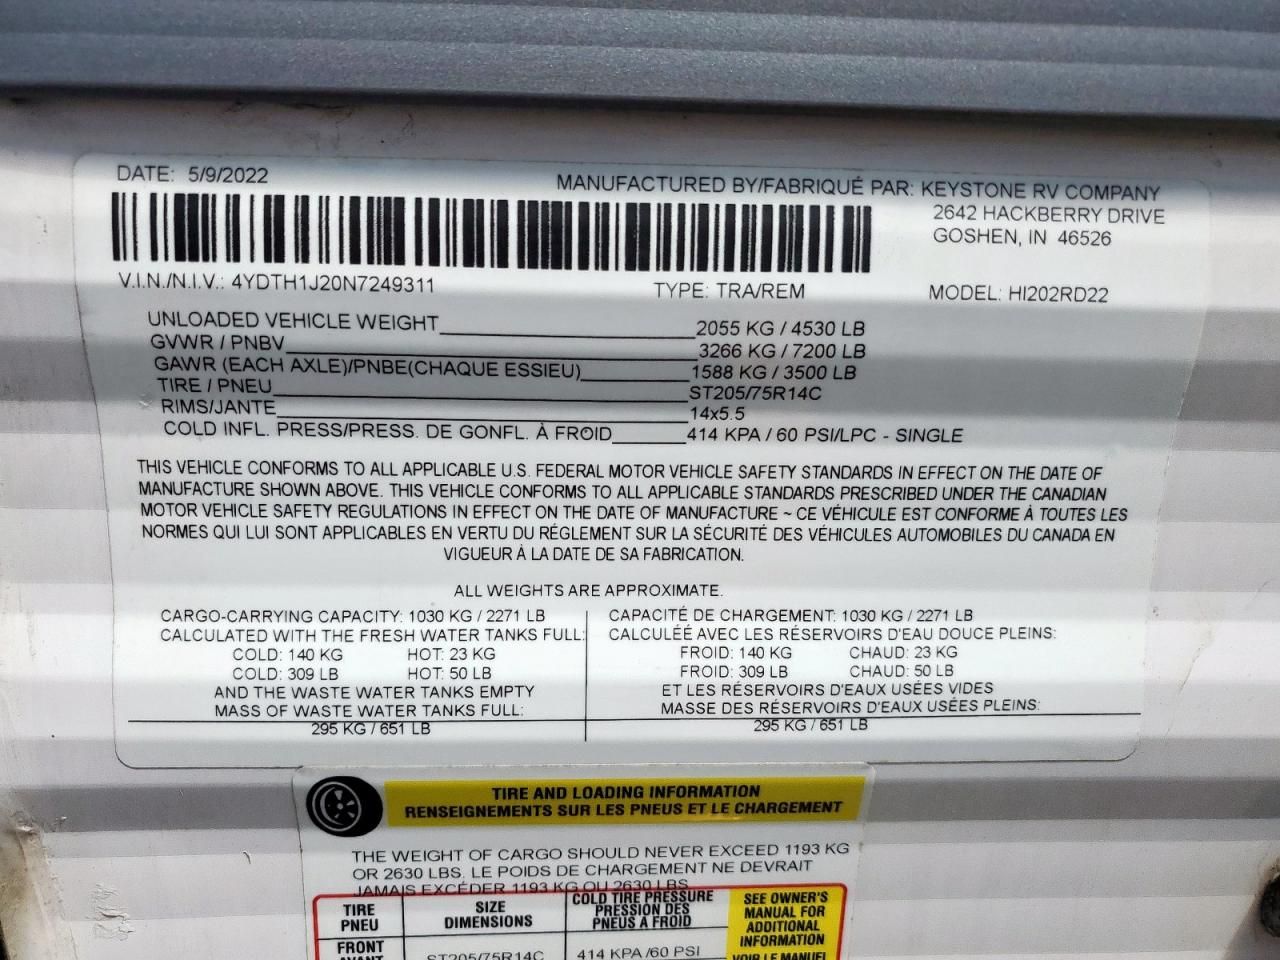 DATE: 5/9/2022
MANUFACTURED BY/FABRIQUÉ PAR: KEYSTONE RV COMPANY
2642 HACKBERRY DRIVE
GOSHEN, IN 46526
V.I.N./N.I.V.: 4YDTH1J20N7249311
TYPE: TRA/REM
MODEL: HI202RD22
UNLOADED VEHICLE WEIGHT 2055 KG / 4530 LB
GVWR / PNBV 3266 KG / 7200 LB
GAWR (EACH AXLE)/PNBE(CHAQUE ESSIEU) 1588 KG / 3500 LB
TIRE / PNEU ST205/75R14C
RIMS/JANTE 14x5.5
COLD INFL. PRESS/PRESS. DE GONFL. À FROID 414 KPA / 60 PSI/LPC - SINGLE
THIS VEHICLE CONFORMS TO ALL APPLICABLE U.S. FEDERAL MOTOR VEHICLE SAFETY STANDARDS IN EFFECT ON THE DATE OF
MANUFACTURE SHOWN ABOVE. THIS VEHICLE CONFORMS TO ALL APPLICABLE STANDARDS PRESCRIBED UNDER THE CANADIAN
MOTOR VEHICLE SAFETY REGULATIONS IN EFFECT ON THE DATE OF MANUFACTURE ~ CE VÉHICULE EST CONFORME À TOUTES LES
NORMES QUI LUI SONT APPLICABLES EN VERTU DU RÉGLEMENT SUR LA SÉCURITÉ DES VÉHICULES AUTOMOBILES DU CANADA EN
VIGUEUR À LA DATE DE SA FABRICATION.
ALL WEIGHTS ARE APPROXIMATE.
CARGO-CARRYING CAPACITY: 1030 KG / 2271 LB
CALCULATED WITH THE FRESH WATER TANKS FULL:
COLD: 140 KG HOT: 23 KG
COLD: 309 LB HOT: 50 LB
AND THE WASTE WATER TANKS EMPTY
MASS OF WASTE WATER TANKS FULL:
295 KG / 651 LB
CAPACITÉ DE CHARGEMENT: 1030 KG / 2271 LB
CALCULÉE AVEC LES RÉSERVOIRS D'EAU DOUCE PLEINS:
FROID: 140 KG CHAUD: 23 KG
FROID: 309 LB CHAUD: 50 LB
ET LES RÉSERVOIRS D'EAUX USÉES VIDES
MASSE DES RÉSERVOIRS D'EAUX USÉES PLEINS:
295 KG / 651 LB
TIRE AND LOADING INFORMATION
RENSEIGNEMENTS SUR LES PNEUS ET LE CHARGEMENT
THE WEIGHT OF CARGO SHOULD NEVER EXCEED 1193 KG
OR 2630 LBS. LE POIDS DE CHARGEMENT NE DEVRAIT
JAMAIS EXCÉDER 1193 KG OU 2630 LBS
TIRE
PNEU
SIZE
DIMENSIONS
COLD TIRE PRESSURE
PRESSION DES
PNEUS A FROID
SEE OWNER'S
MANUAL FOR
ADDITIONAL
INFORMATION
VOIR LE MANUEL
FRONT
AVANT
ST205/75R14C
414 KPA /60 PSI